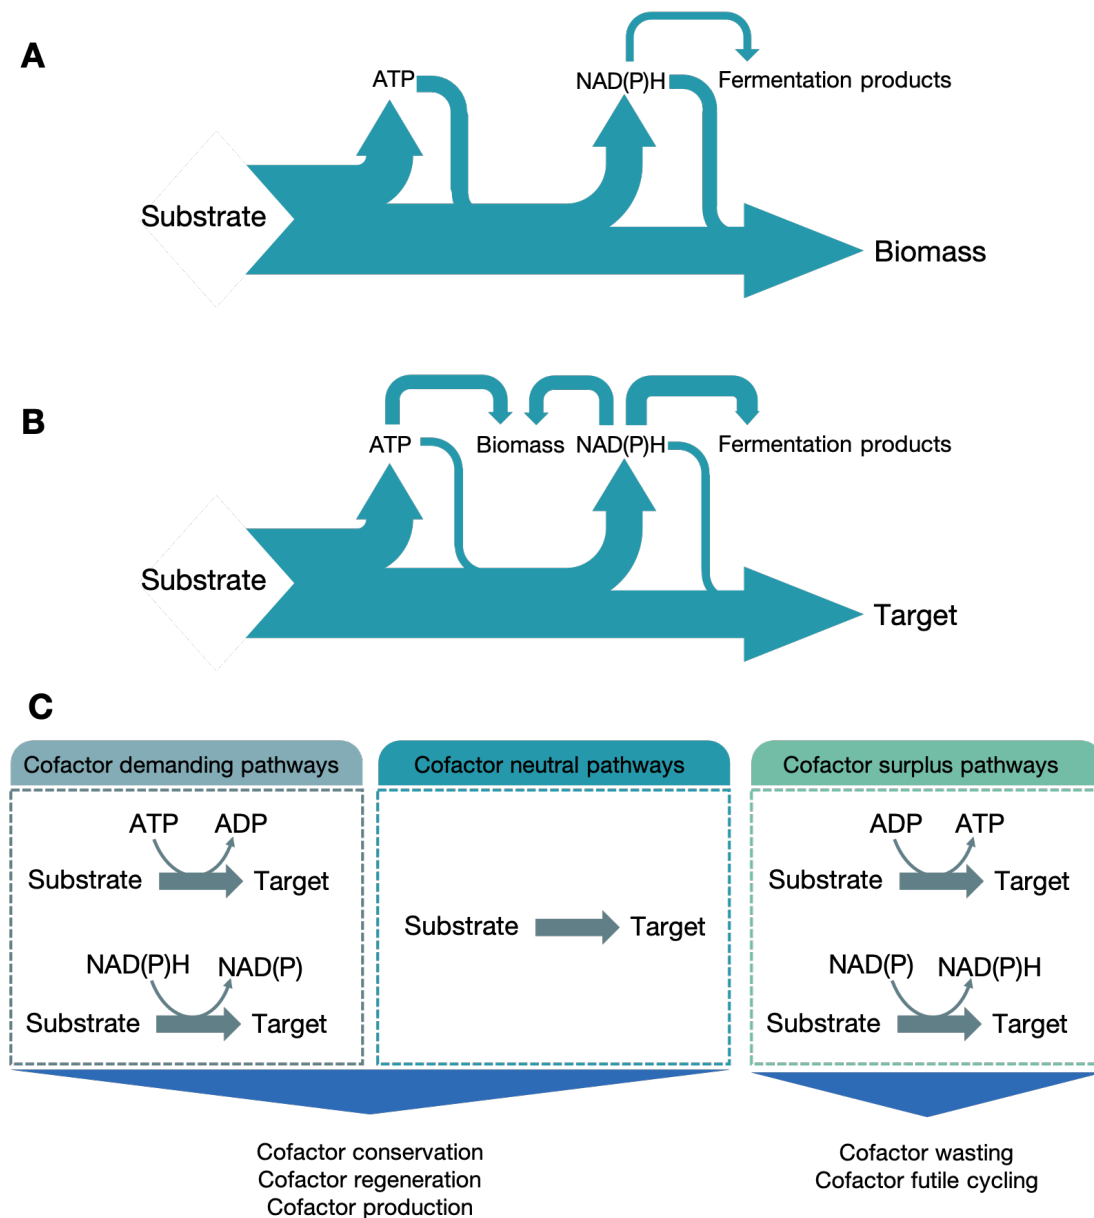 A
ATP
NAD(P)H
Fermentation products
Substrate
Biomass
B
ATP
Biomass
NAD(P)H
Fermentation products
Substrate
Target
C
Cofactor demanding pathways
ATP
ADP
Substrate
Target
NAD(P)H
NAD(P)
Substrate
Target
Cofactor neutral pathways
Substrate
Target
Cofactor surplus pathways
ADP
ATP
Substrate
Target
NAD(P)
NAD(P)H
Substrate
Target
Cofactor conservation
Cofactor regeneration
Cofactor production
Cofactor wasting
Cofactor futile cycling